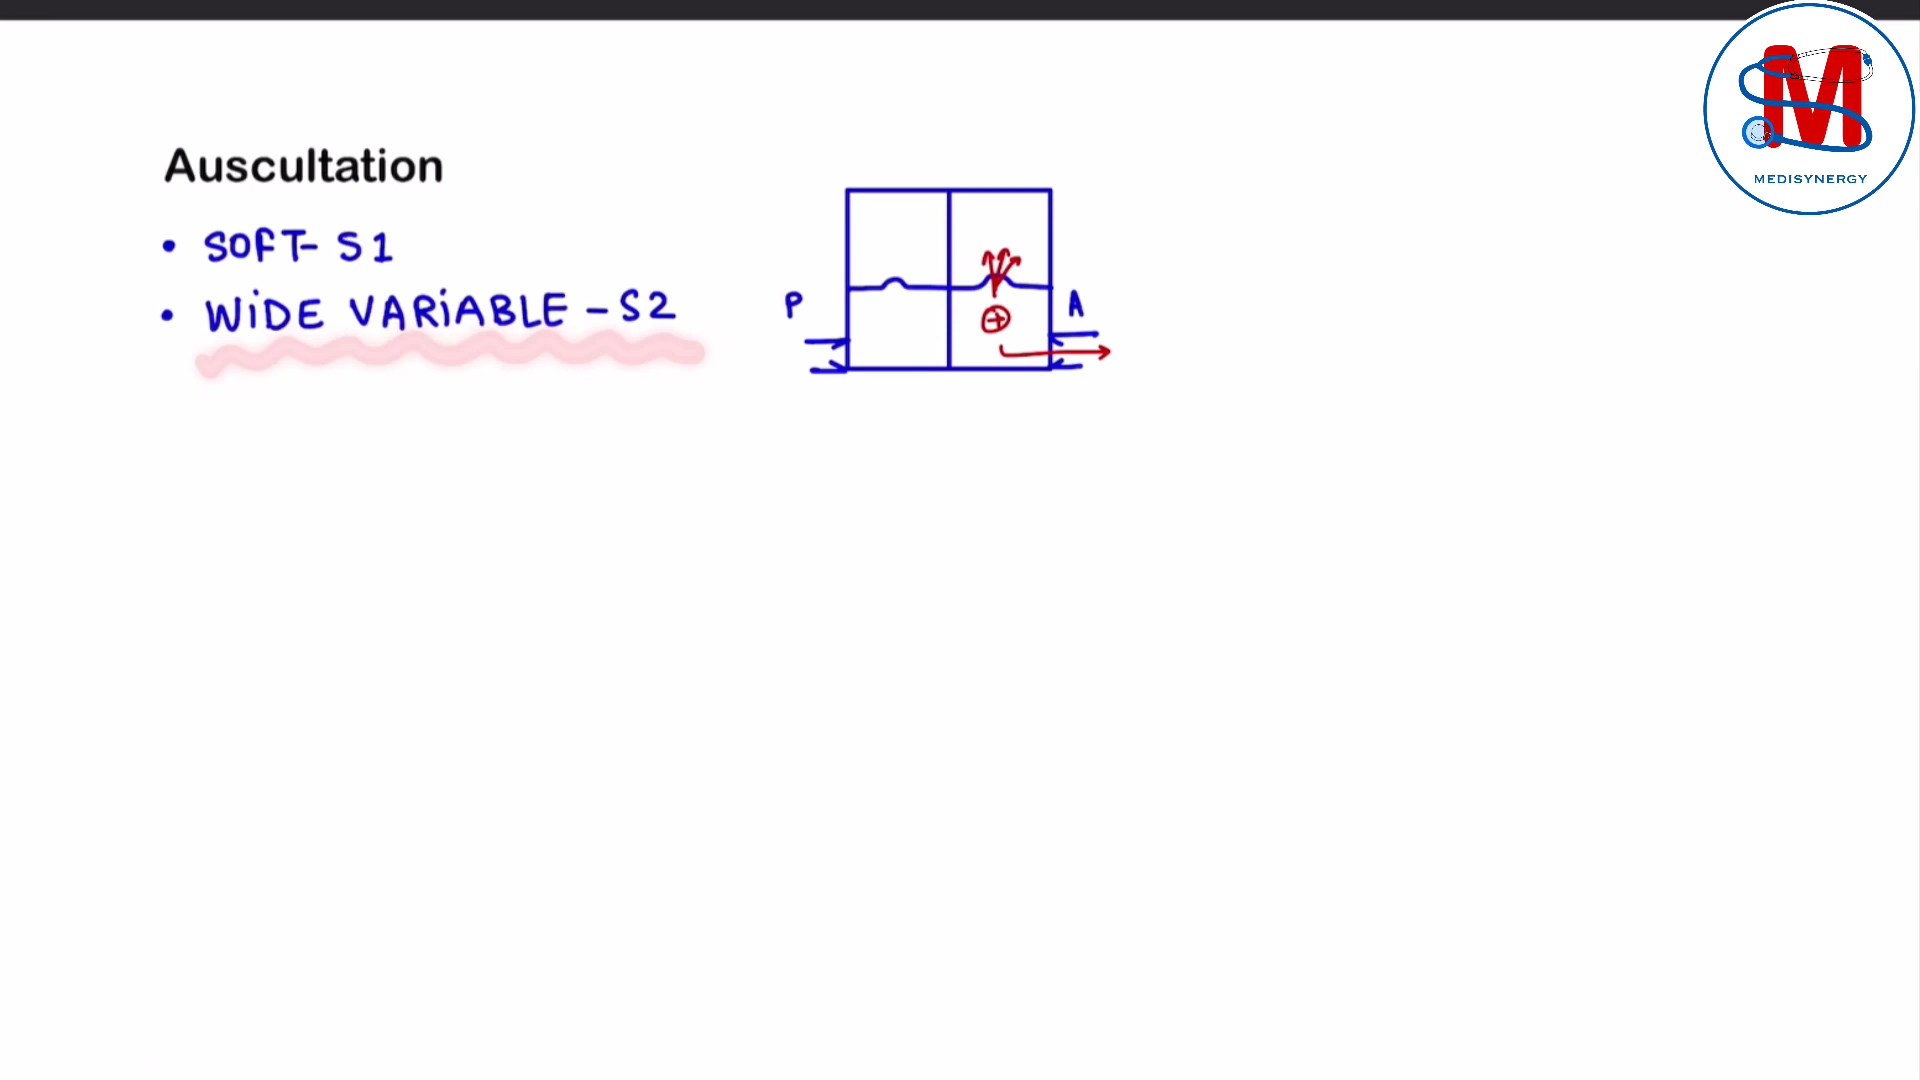 Auscultation
• SOFT- S1
• WiDE VARiABLE - S2
P
A
M
MEDISYNERGY